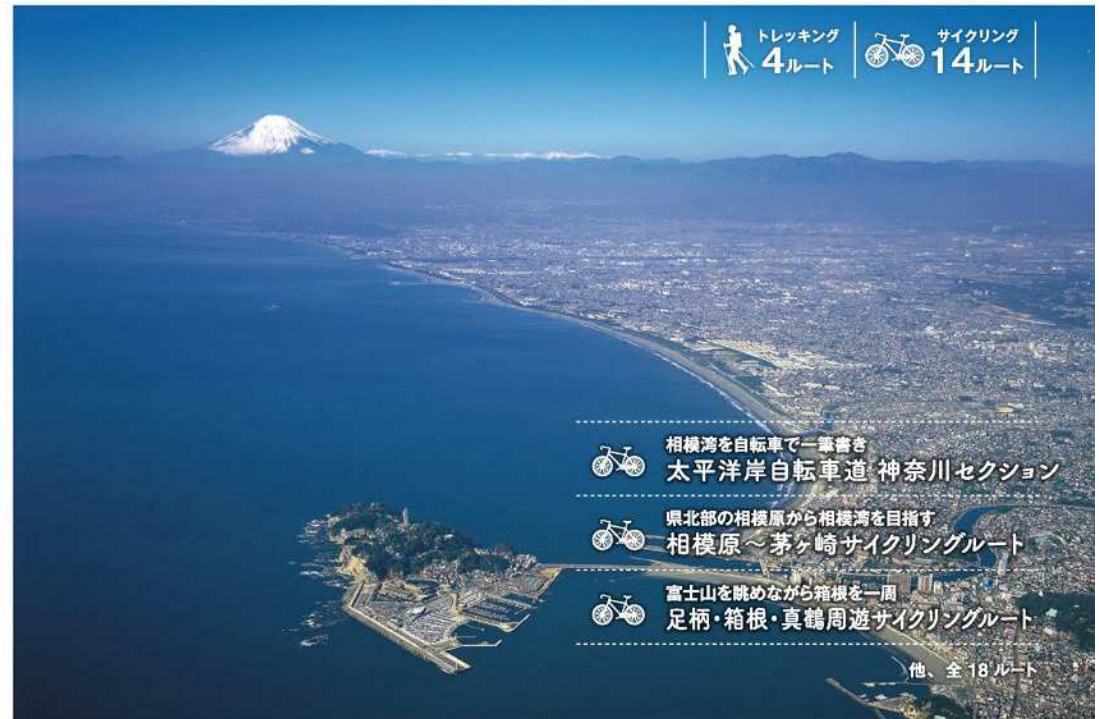 トレッキング
4ルート
サイクリング
14ルート
相模湾を自転車で一筆書き
太平洋岸自転車道 神奈川セクション
県北部の相模原から相模湾を目指す
相模原～茅ヶ崎サイクリングルート
富士山を眺めながら箱根を一周
足柄・箱根・真鶴周遊サイクリングルート
他、全18ルート